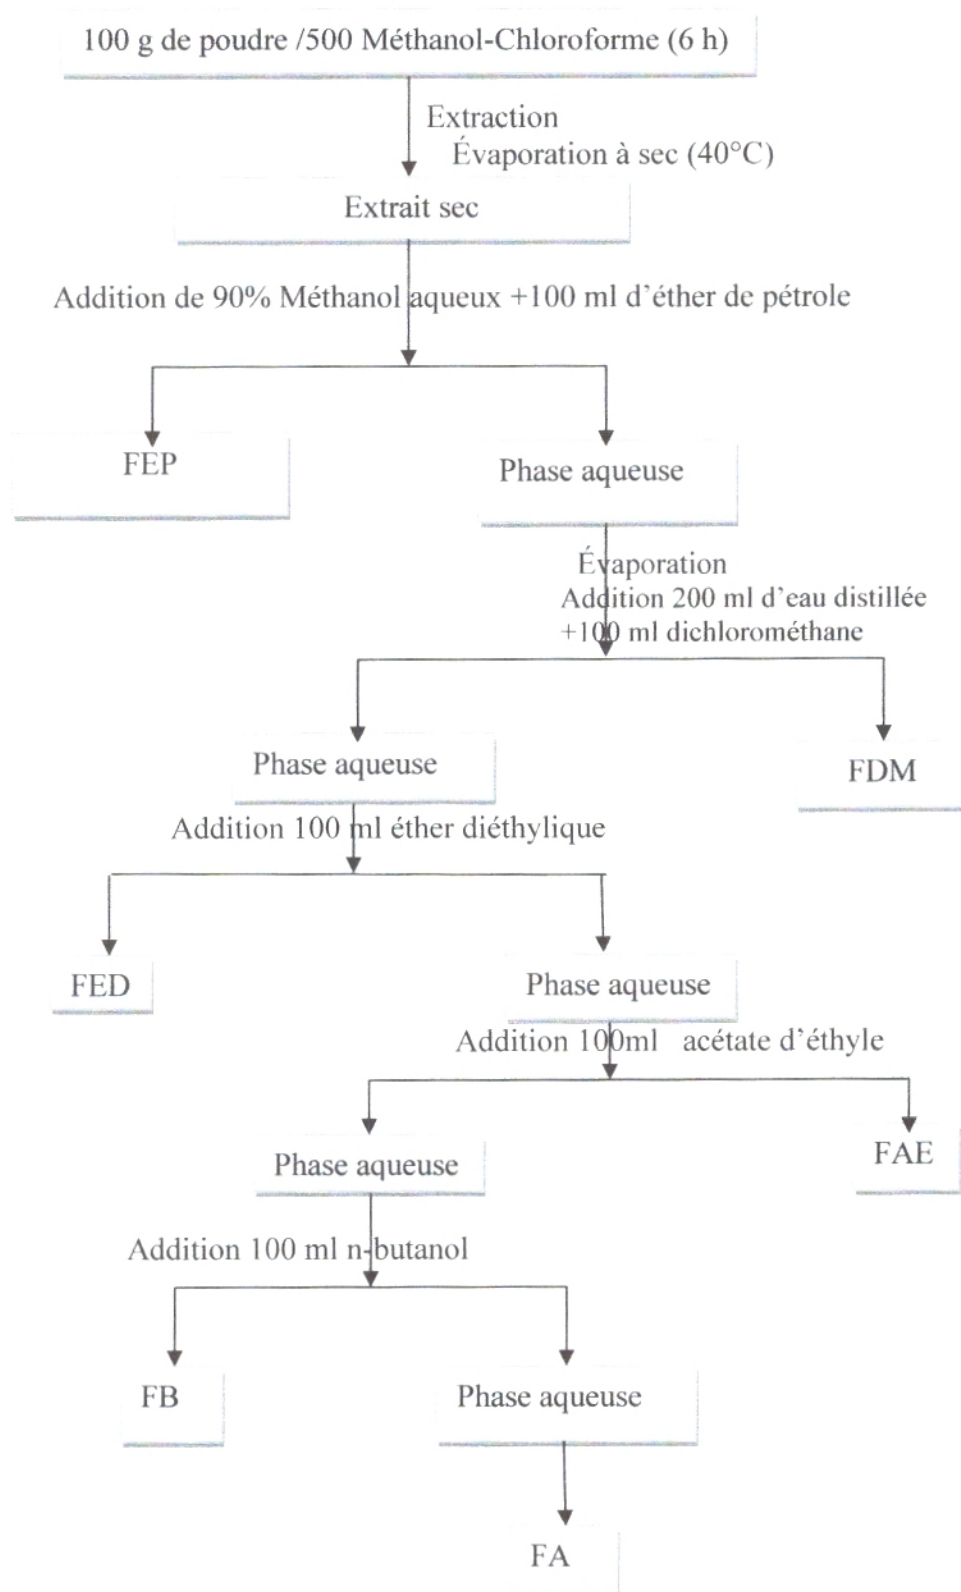 100 g de poudre /500 Méthanol-Chloroforme (6 h)
Extraction
Évaporation à sec (40°C)
Extrait sec
Addition de 90% Méthanol aqueux +100 ml d'éther de pétrole
FEP
Phase aqueuse
Évaporation
Addition 200 ml d'eau distillée
+100 ml dichlorométhane
Phase aqueuse
FDM
Addition 100 ml éther diéthylique
FED
Phase aqueuse
Addition 100ml acétate d'éthyle
Phase aqueuse
FAE
Addition 100 ml n-butanol
FB
Phase aqueuse
FA